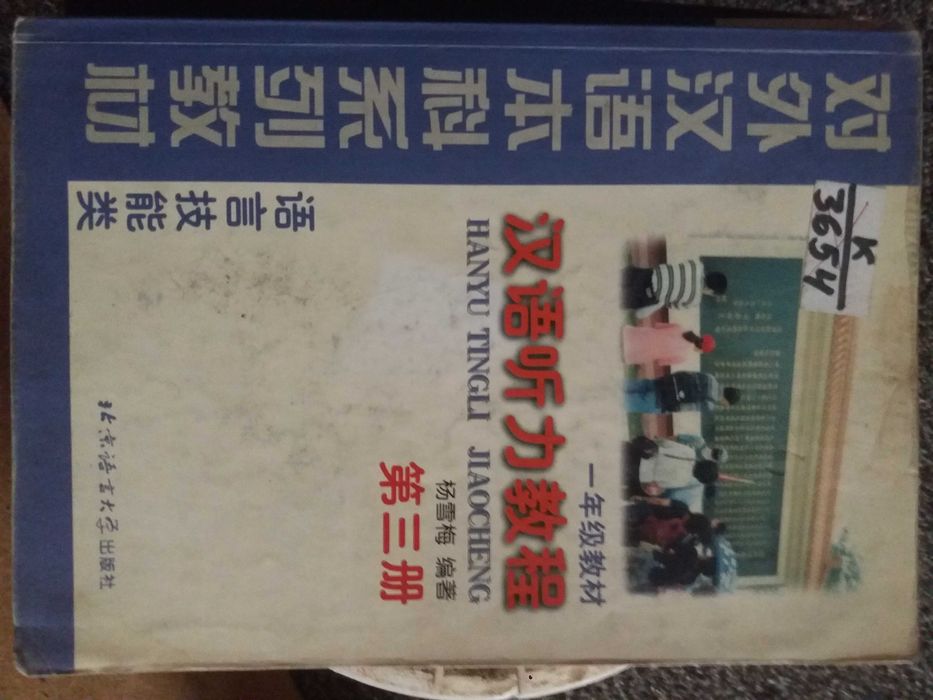 对外汉语本科系列教材
语言技能类
K
3654
一年级教材
汉语听力教程
HANYU TINGLI JIAOCHENG
杨雪梅 编著
第三册
北京语言大学出版社